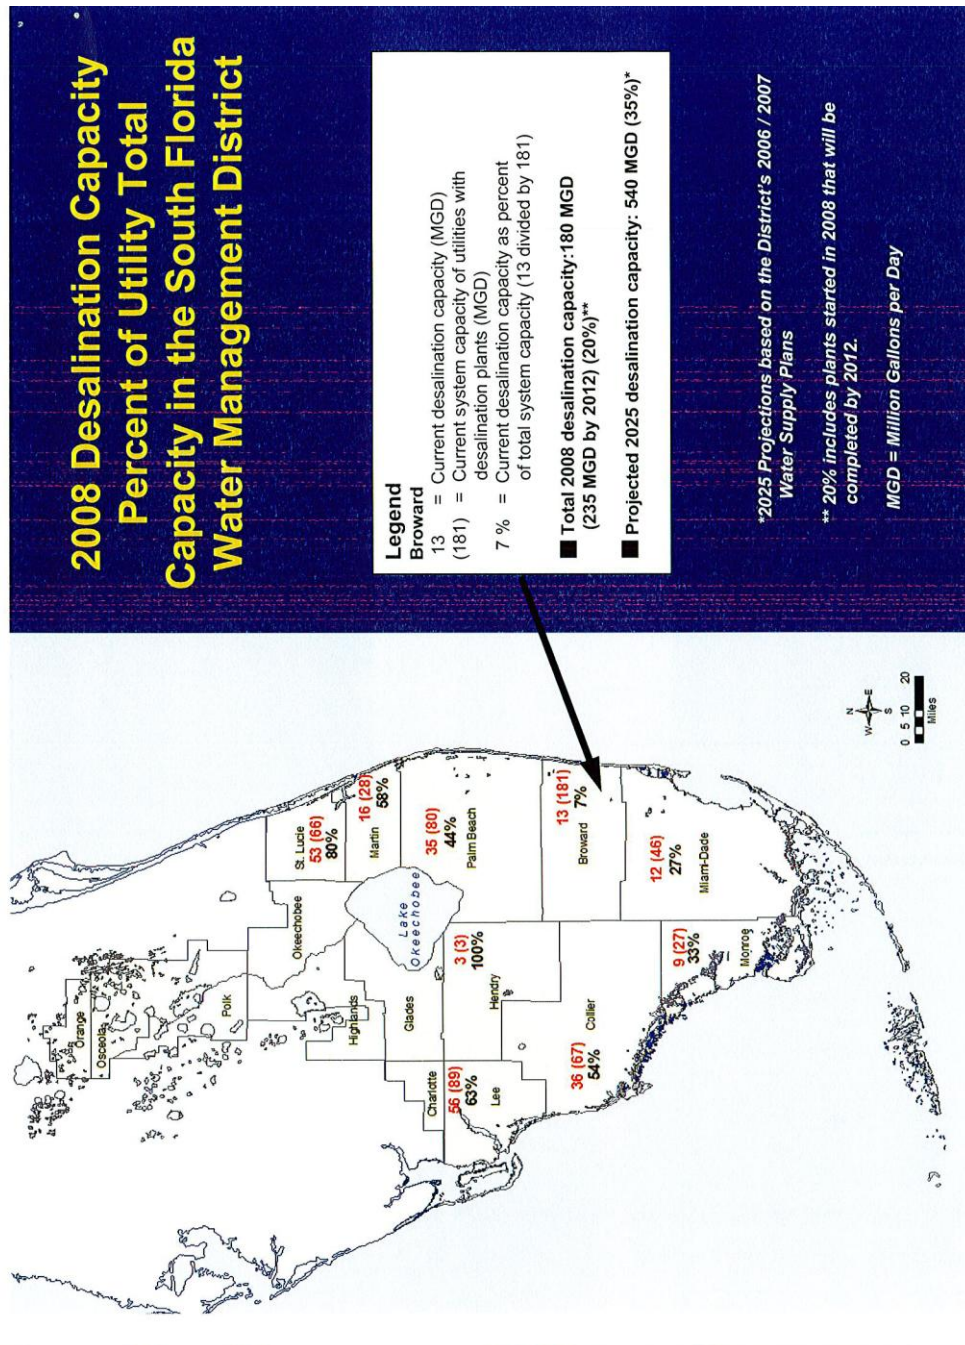 2008 Desalination Capacity
Percent of Utility Total
Capacity in the South Florida
Water Management District
Legend
Broward
13 = Current desalination capacity (MGD)
(181) = Current system capacity of utilities with
desalination plants (MGD)
7 % = Current desalination capacity as percent
of total system capacity (13 divided by 181)
■ Total 2008 desalination capacity:180 MGD
(235 MGD by 2012) (20%)**
■ Projected 2025 desalination capacity: 540 MGD (35%)*
*2025 Projections based on the District's 2006 / 2007
Water Supply Plans
** 20% includes plants started in 2008 that will be
completed by 2012.
MGD = Million Gallons per Day
Orange
Osceola
Polk
Okeechobee
Highlands
St. Lucie
53 (66)
80%
16 (28)
58%
Martin
Lake
Okeechobee
Glades
Charlotte
35 (80)
44%
Palm Beach
3 (3)
100%
Hendry
56 (89)
63%
Lee
13 (181)
7%
Broward
36 (67)
54%
Collier
12 (46)
27%
Miami-Dade
9 (27)
33%
Monroe
N
W E
S
0 5 10 20
Miles